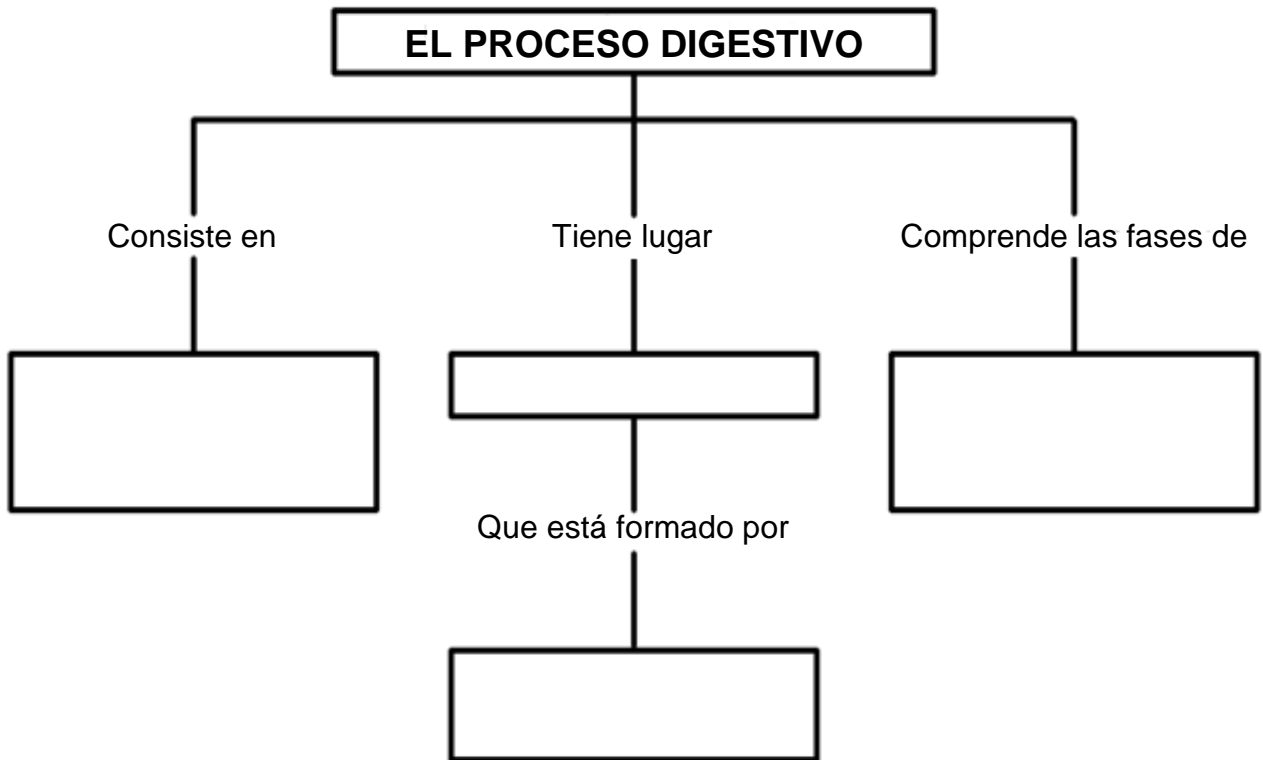 EL PROCESO DIGESTIVO
Consiste en
Tiene lugar
Comprende las fases de
Que está formado por